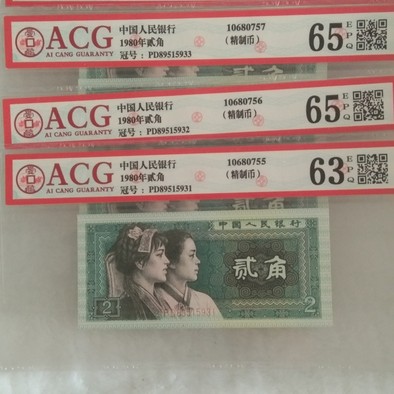 ACG
AI CANG GRADING
中国人民银行
1980年贰角
冠号：PD89515933
10680757
（精制币）
65 EPQ
ACG
AI CANG GRADING
中国人民银行
1980年贰角
冠号：PD89515932
10680756
（精制币）
65 EPQ
ACG
AI CANG GRADING
中国人民银行
1980年贰角
冠号：PD89515931
10680755
（精制币）
63 EPQ
中国人民银行
贰角
2
2